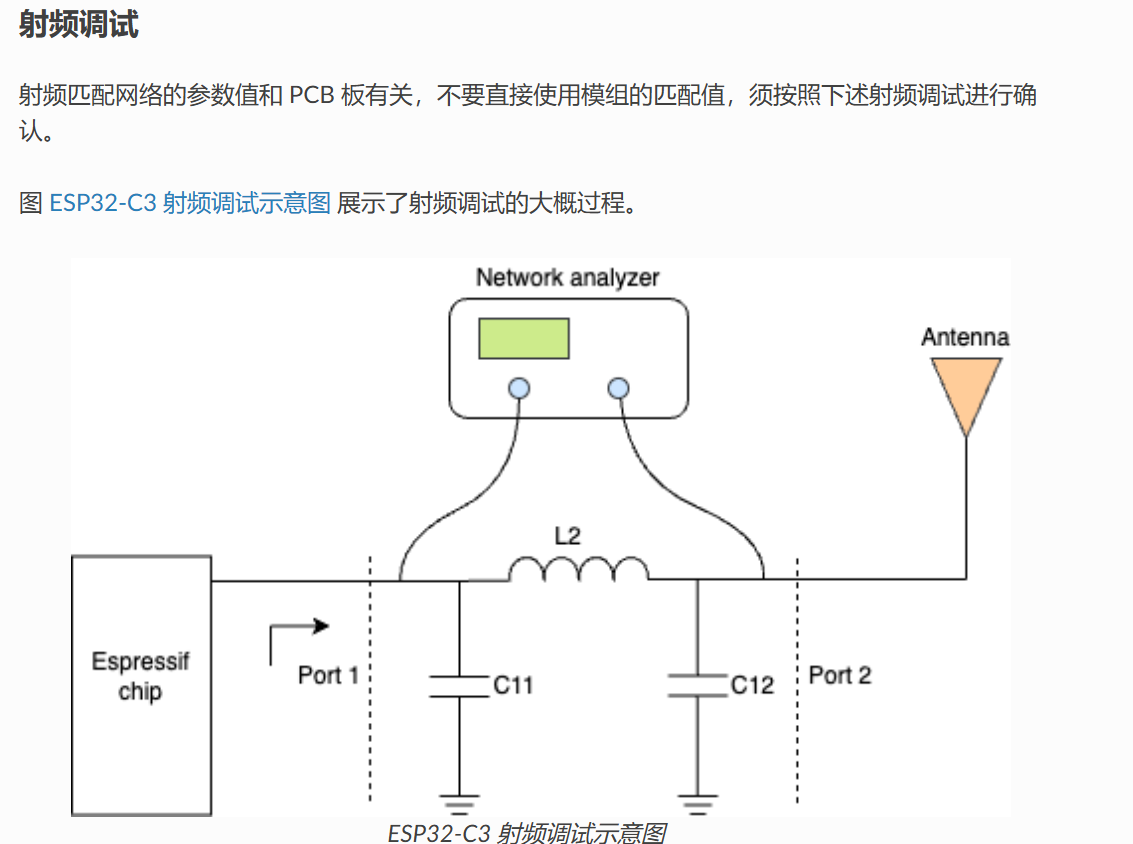 射频调试
射频匹配网络的参数值和 PCB 板有关，不要直接使用模组的匹配值，须按照下述射频调试进行确
认。
图 ESP32-C3 射频调试示意图 展示了射频调试的大概过程。
Network analyzer
Antenna
L2
Espressif
chip
Port 1
C11
C12
Port 2
ESP32-C3 射频调试示意图